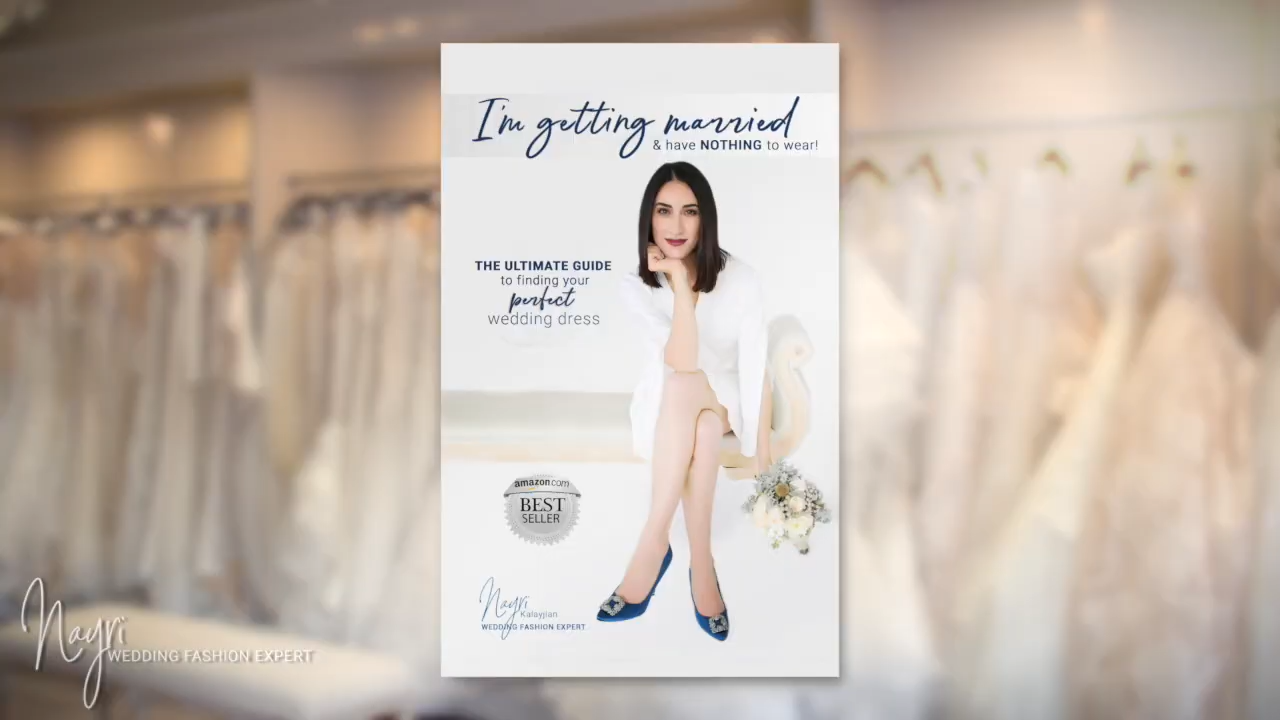 I'm getting married
& have NOTHING to wear!
THE ULTIMATE GUIDE
to finding your
perfect
wedding dress
amazon.com
BEST
SELLER
Nayri
Kalayjian
WEDDING FASHION EXPERT
Nayri
WEDDING FASHION EXPERT